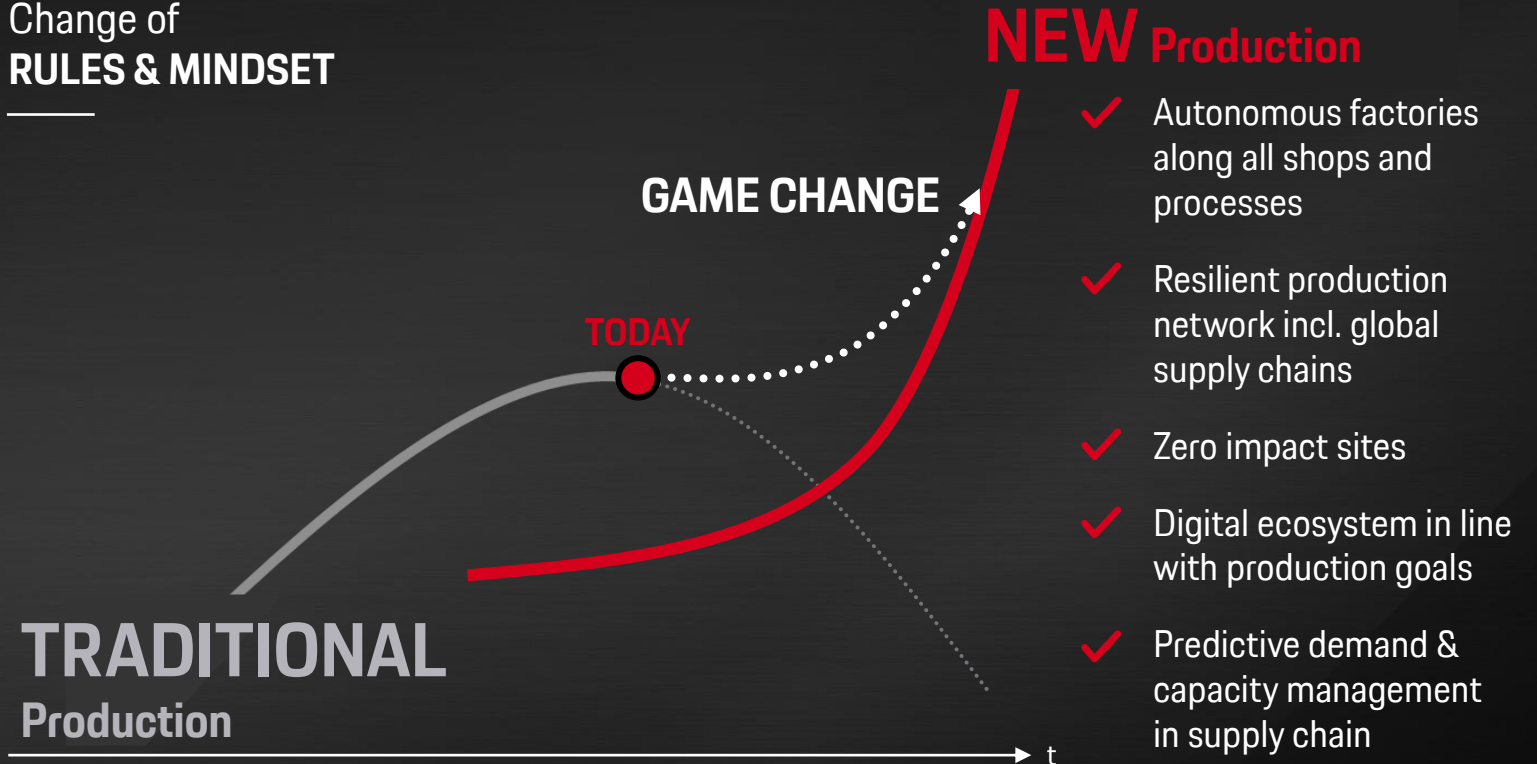 Change of
RULES & MINDSET
NEW Production
Autonomous factories
along all shops and
processes
GAME CHANGE
Resilient production
network incl. global
supply chains
TODAY
Zero impact sites
Digital ecosystem in line
with production goals
TRADITIONAL
Production
Predictive demand &
capacity management
in supply chain
t